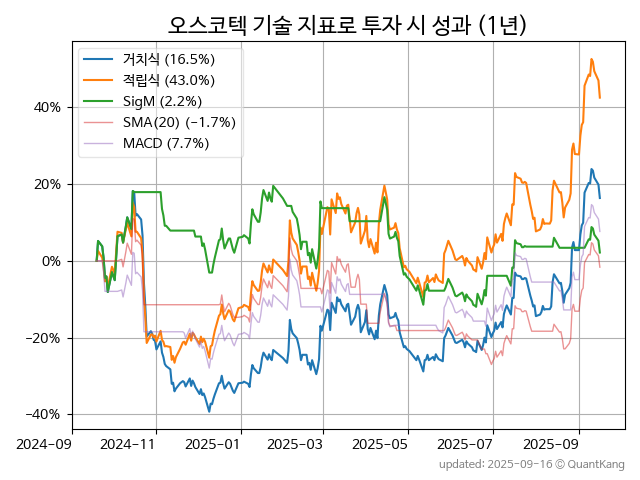 오스코텍 기술 지표로 투자 시 성과 (1년)
거치식 (16.5%)
적립식 (43.0%)
SigM (2.2%)
SMA(20) (−1.7%)
MACD (7.7%)
40%
20%
0%
−20%
−40%
2024-09 2024-11 2025-01 2025-03 2025-05 2025-07 2025-09
updated: 2025-09-16 © QuantKang